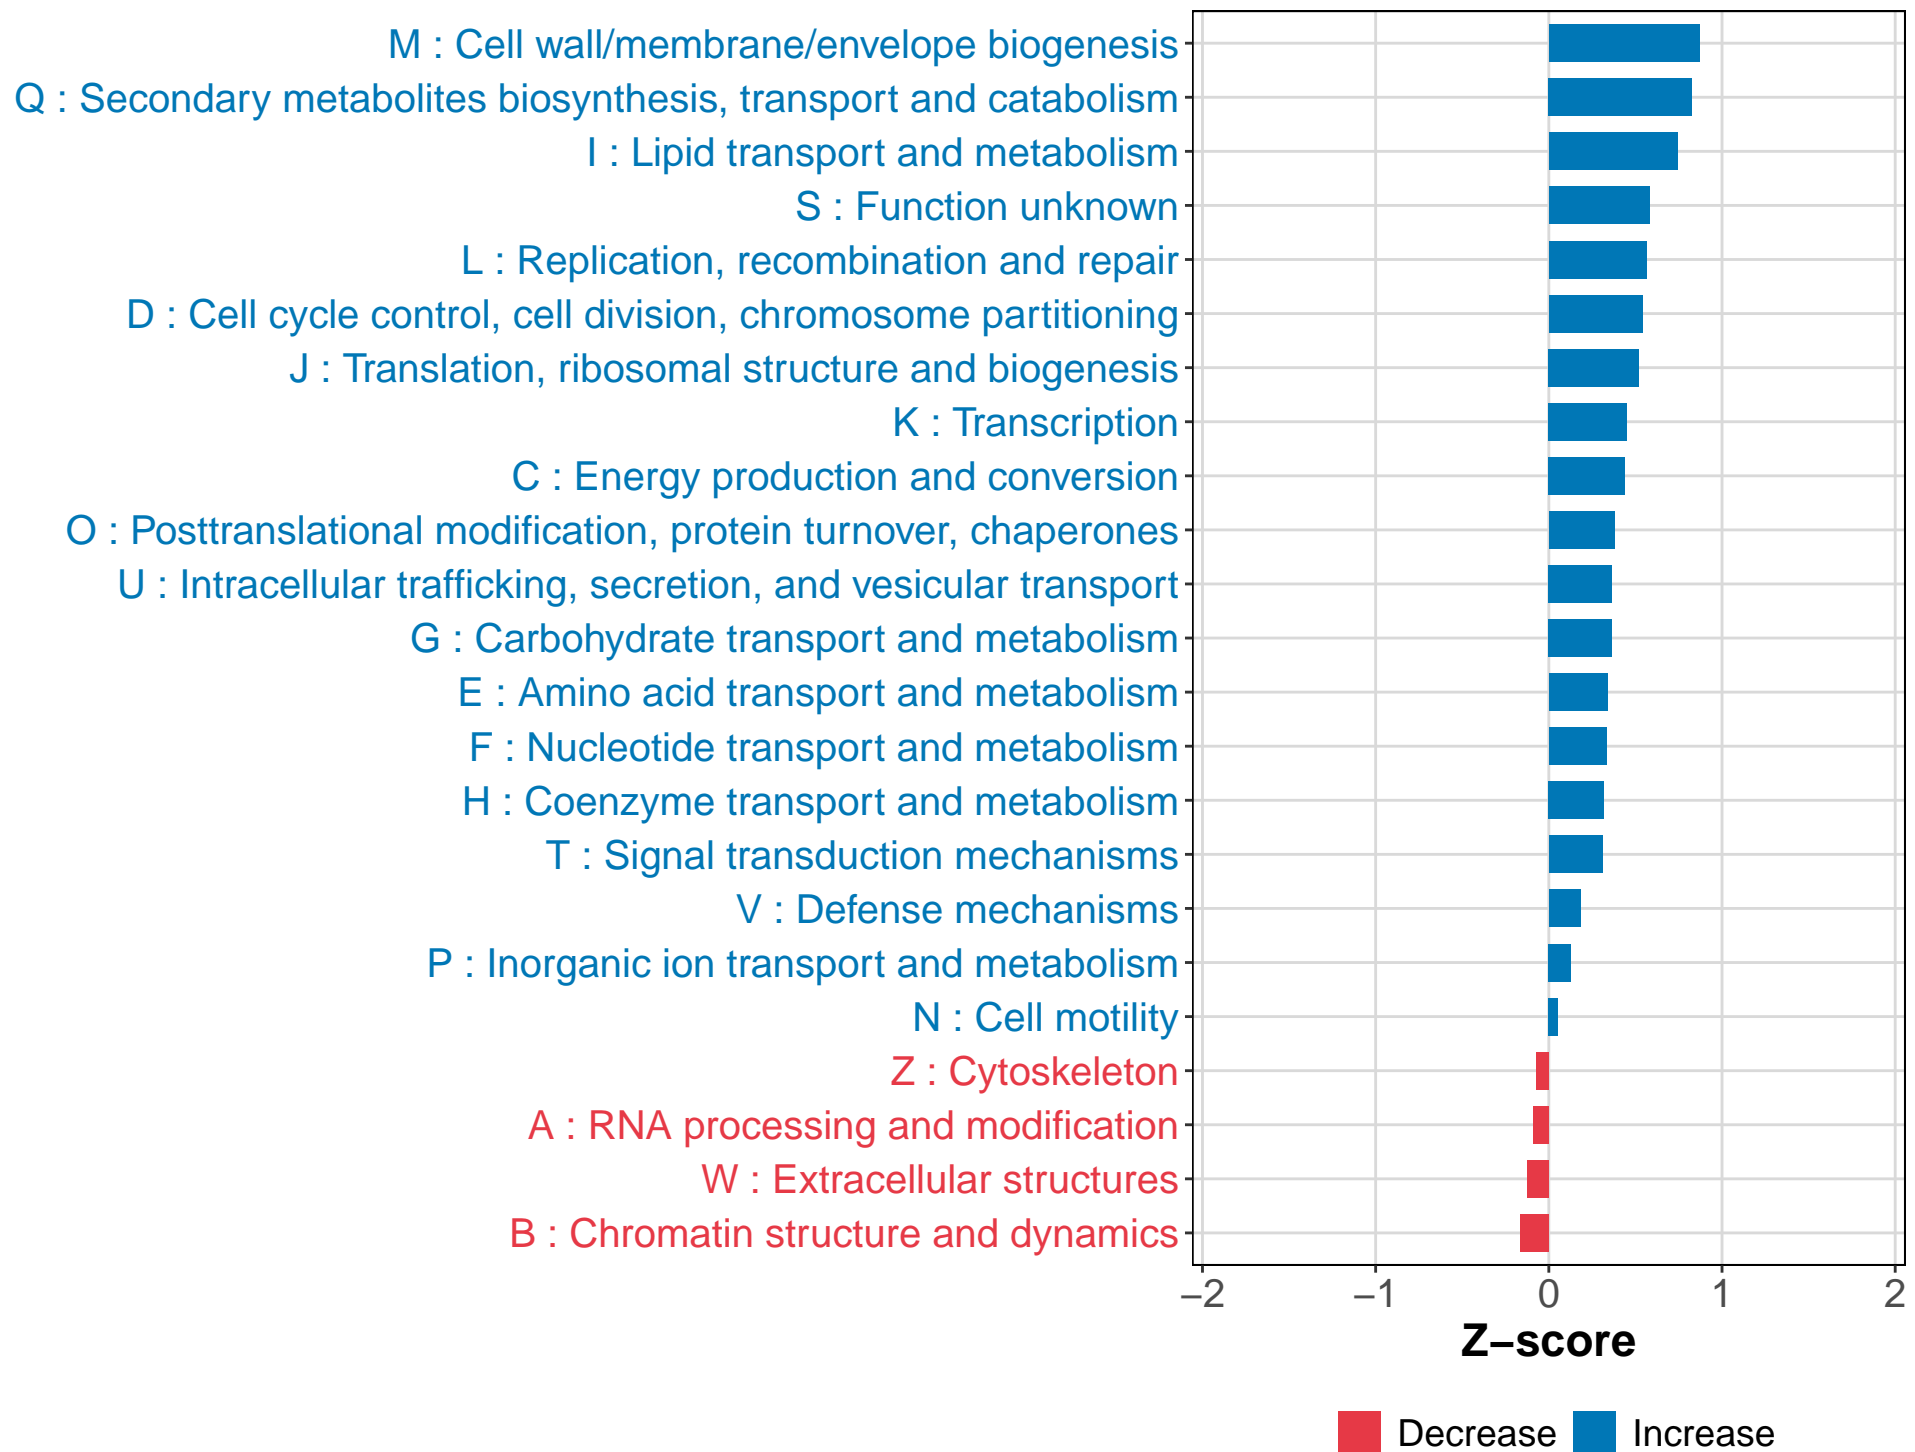 M : Cell wall/membrane/envelope biogenesis
Q : Secondary metabolites biosynthesis, transport and catabolism
I : Lipid transport and metabolism
S : Function unknown
L : Replication, recombination and repair
D : Cell cycle control, cell division, chromosome partitioning
J : Translation, ribosomal structure and biogenesis
K : Transcription
C : Energy production and conversion
O : Posttranslational modification, protein turnover, chaperones
U : Intracellular trafficking, secretion, and vesicular transport
G : Carbohydrate transport and metabolism
E : Amino acid transport and metabolism
F : Nucleotide transport and metabolism
H : Coenzyme transport and metabolism
T : Signal transduction mechanisms
V : Defense mechanisms
P : Inorganic ion transport and metabolism
N : Cell motility
Z : Cytoskeleton
A : RNA processing and modification
W : Extracellular structures
B : Chromatin structure and dynamics
−2 −1 0 1 2
Z−score
Decrease Increase